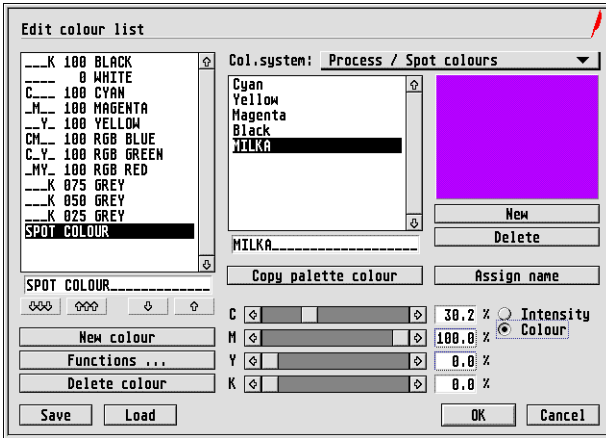 Edit colour list
___K 100 BLACK
____   0 WHITE
C___ 100 CYAN
_M__ 100 MAGENTA
__Y_ 100 YELLOW
CM__ 100 RGB BLUE
C_Y_ 100 RGB GREEN
_MY_ 100 RGB RED
___K 075 GREY
___K 050 GREY
___K 025 GREY
SPOT COLOUR
SPOT COLOUR_____________
New colour
Functions ...
Delete colour
Save
Load
Col.system: Process / Spot colours
Cyan
Yellow
Magenta
Black
MILKA
MILKA___________________
New
Delete
Copy palette colour
Assign name
C 30.2 % Intensity
M 100.0 % Colour
Y 0.0 %
K 0.0 %
OK
Cancel